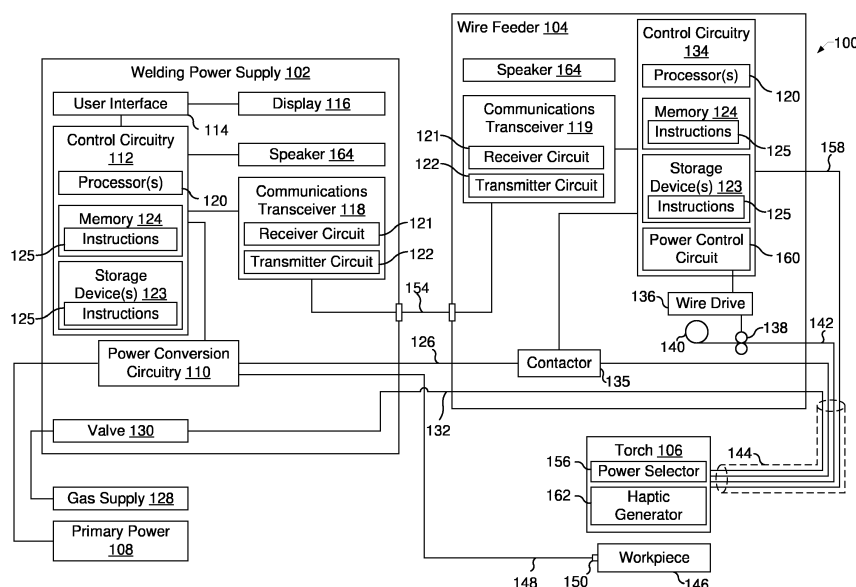 100
Wire Feeder 104
Control Circuitry
134
Processor(s)
120
Memory 124
Instructions
125
Storage
Device(s) 123
Instructions
125
Power Control
Circuit
160
Speaker 164
Communications
Transceiver 119
121
Receiver Circuit
122
Transmitter Circuit
158
136
Wire Drive
138
140
142
Contactor
135
Welding Power Supply 102
User Interface
114
Display 116
Control Circuitry
112
Processor(s)
120
Memory 124
125
Instructions
Storage
Device(s) 123
125
Instructions
Speaker 164
Communications
Transceiver 118
Receiver Circuit
121
Transmitter Circuit
122
154
126
Power Conversion
Circuitry 110
132
Valve 130
Gas Supply 128
Primary Power
108
144
Torch 106
156
Power Selector
162
Haptic
Generator
Workpiece
148
150
146